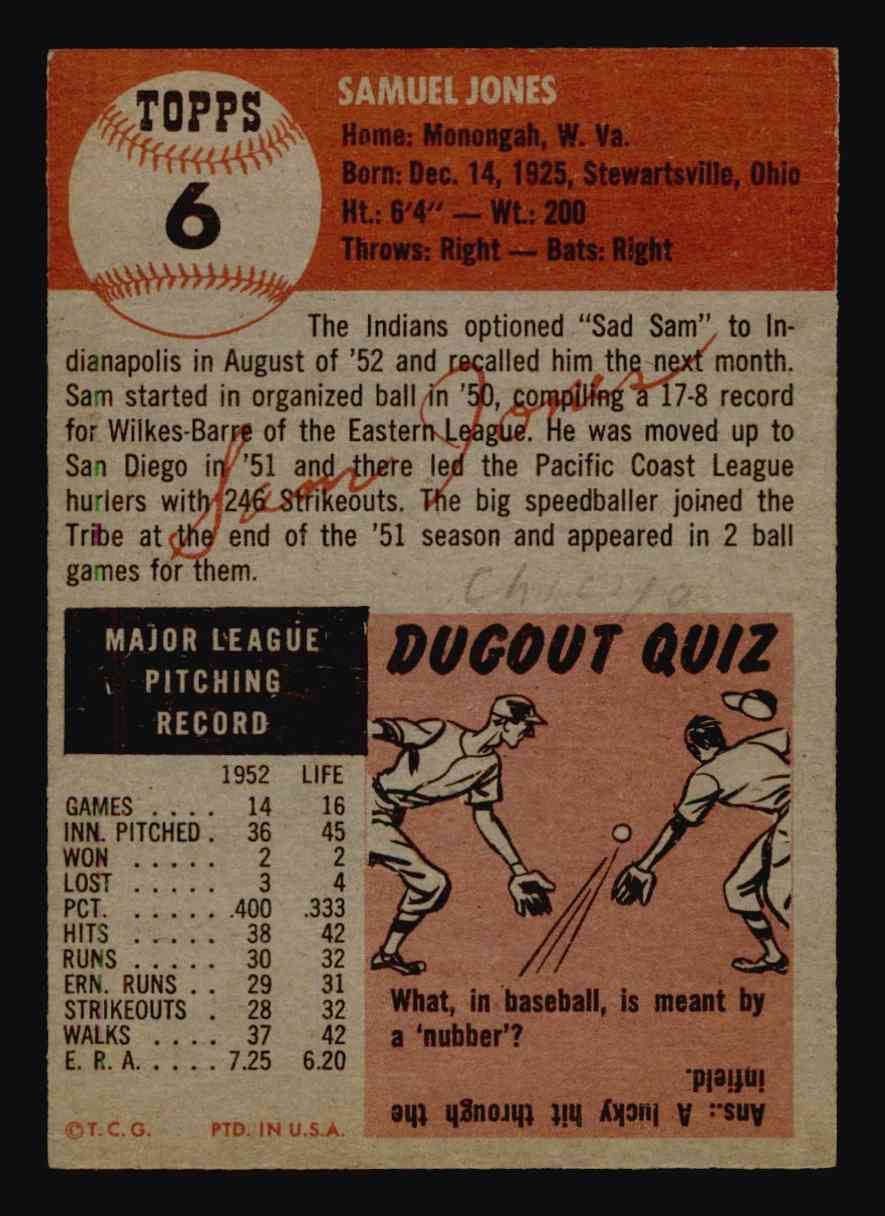 TOPPS
6
SAMUEL JONES
Home: Monongah, W. Va.
Born: Dec. 14, 1925, Stewartsville, Ohio
Ht.: 6'4" — Wt.: 200
Throws: Right — Bats: Right
The Indians optioned "Sad Sam" to In-
dianapolis in August of '52 and recalled him the next month.
Sam started in organized ball in '50, compiling a 17-8 record
for Wilkes-Barre of the Eastern League. He was moved up to
San Diego in '51 and there led the Pacific Coast League
hurlers with 246 Strikeouts. The big speedballer joined the
Tribe at the end of the '51 season and appeared in 2 ball
games for them.
Sam Jones
Chicago
MAJOR LEAGUE
PITCHING
RECORD
1952 LIFE
GAMES .... 14 16
INN. PITCHED . 36 45
WON ..... 2 2
LOST ..... 3 4
PCT. ..... .400 .333
HITS ..... 38 42
RUNS ..... 30 32
ERN. RUNS .. 29 31
STRIKEOUTS . 28 32
WALKS .... 37 42
E. R. A. .... 7.25 6.20
©T. C. G. PTD. IN U.S.A.
DUGOUT QUIZ
What, in baseball, is meant by
a 'nubber'?
Ans.: A lucky hit through the
infield.